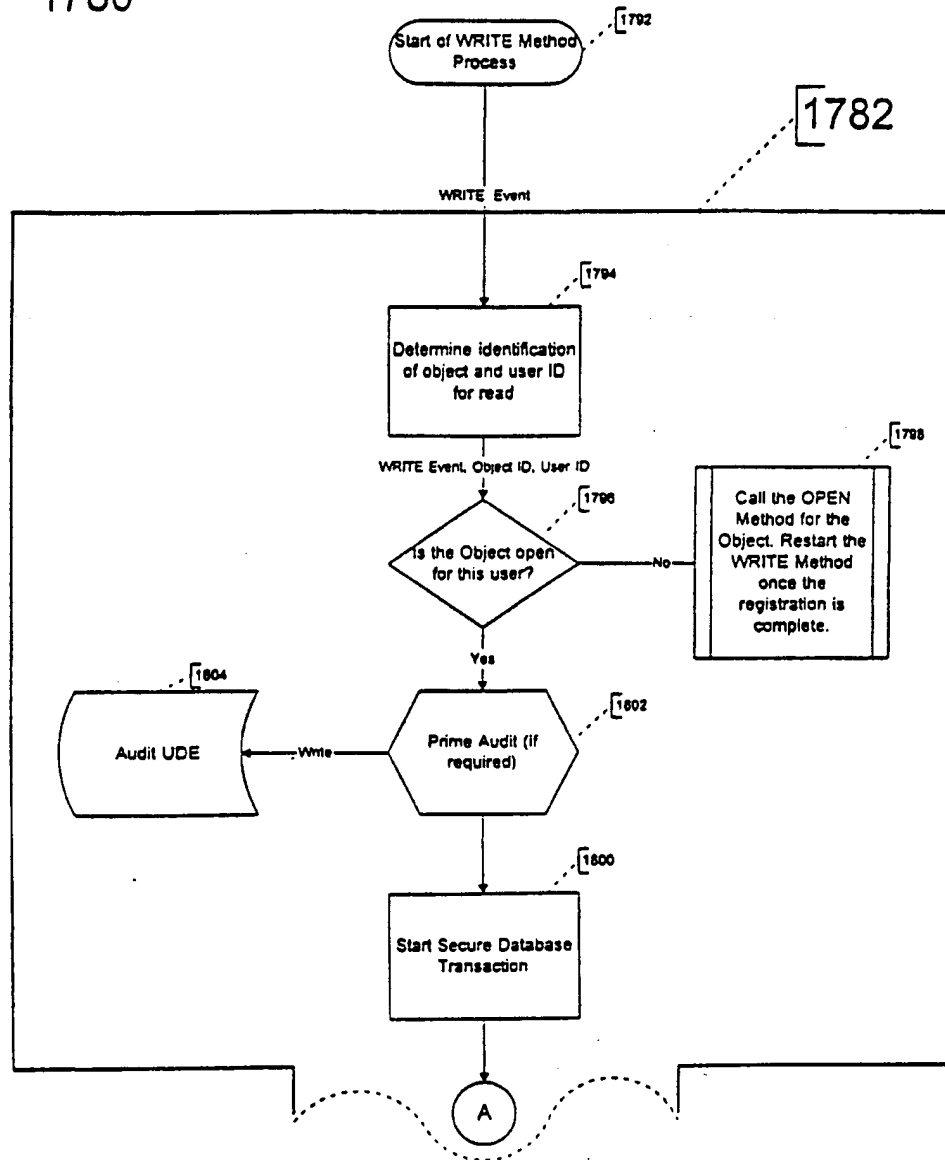 1780
1792
Start of WRITE Method
Process
1782
WRITE Event
1794
Determine identification
of object and user ID
for read
WRITE Event, Object ID, User ID
1796
1798
Is the Object open
for this user?
No
Call the OPEN
Method for the
Object. Restart the
WRITE Method
once the
registration is
complete.
Yes
1804
1802
Audit UDE
Write
Prime Audit (if
required)
1800
Start Secure Database
Transaction
A